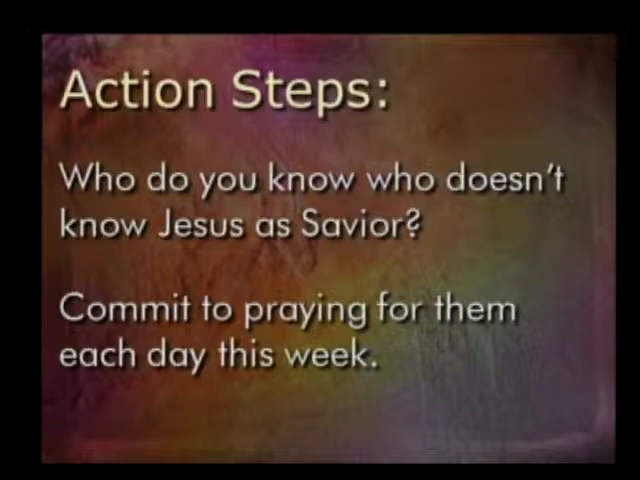 Action Steps:
Who do you know who doesn't
know Jesus as Savior?
Commit to praying for them
each day this week.